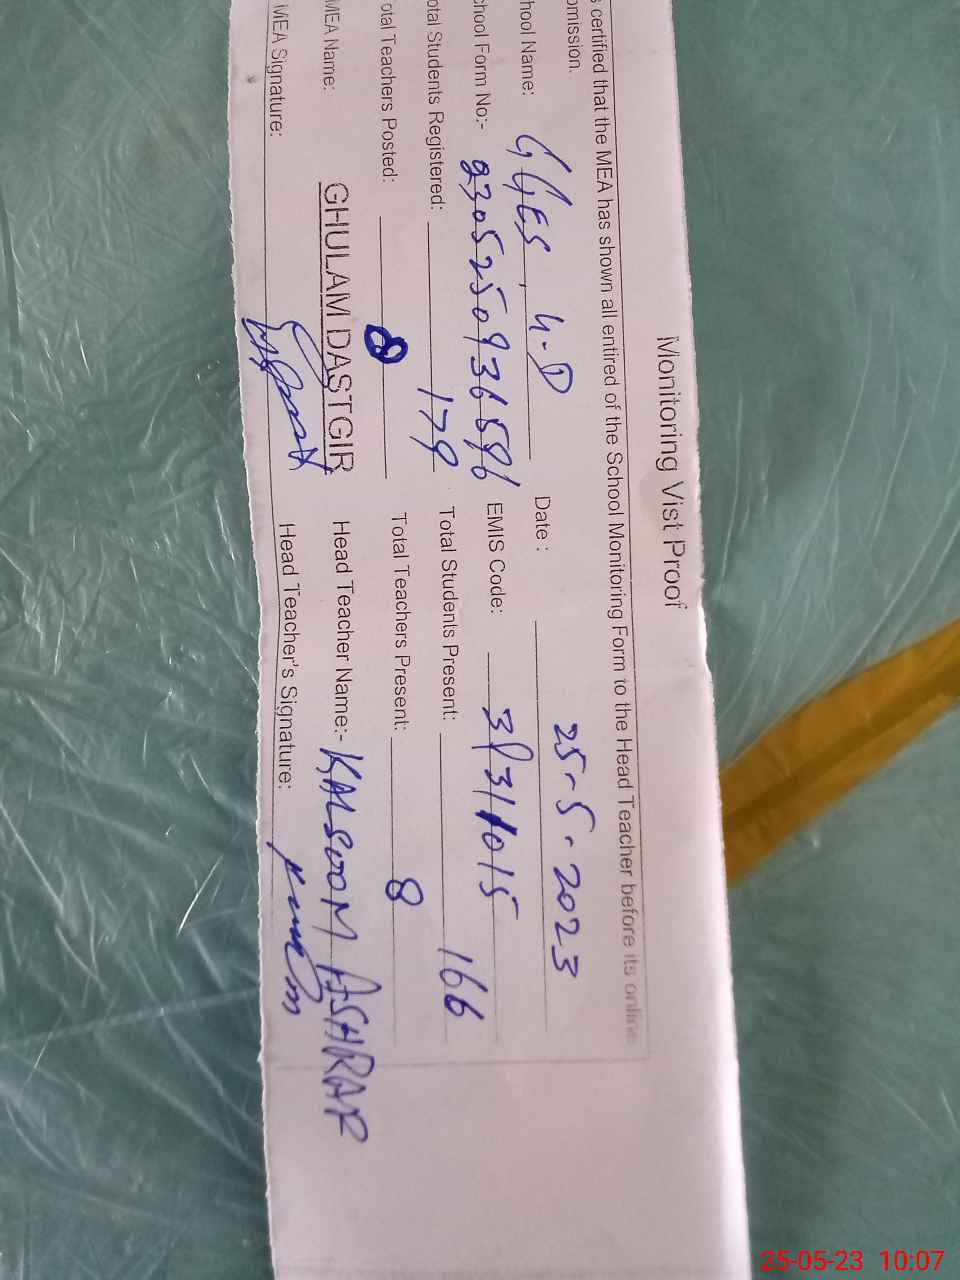 Monitoring Vist Proof
s certified that the MEA has shown all entired of the School Monitoring Form to the Head Teacher before its online
omission.
hool Name: GGES, 4-D Date : 25-5-2023
chool Form No:- 23052509366896 EMIS Code: 31311015
otal Students Registered: 179 Total Students Present: 166
otal Teachers Posted: 8 Total Teachers Present: 8
MEA Name: GHULAM DASTGIR Head Teacher Name:- KALSOOM ASHRAF
MEA Signature: Head Teacher's Signature:
25-05-23 10:07